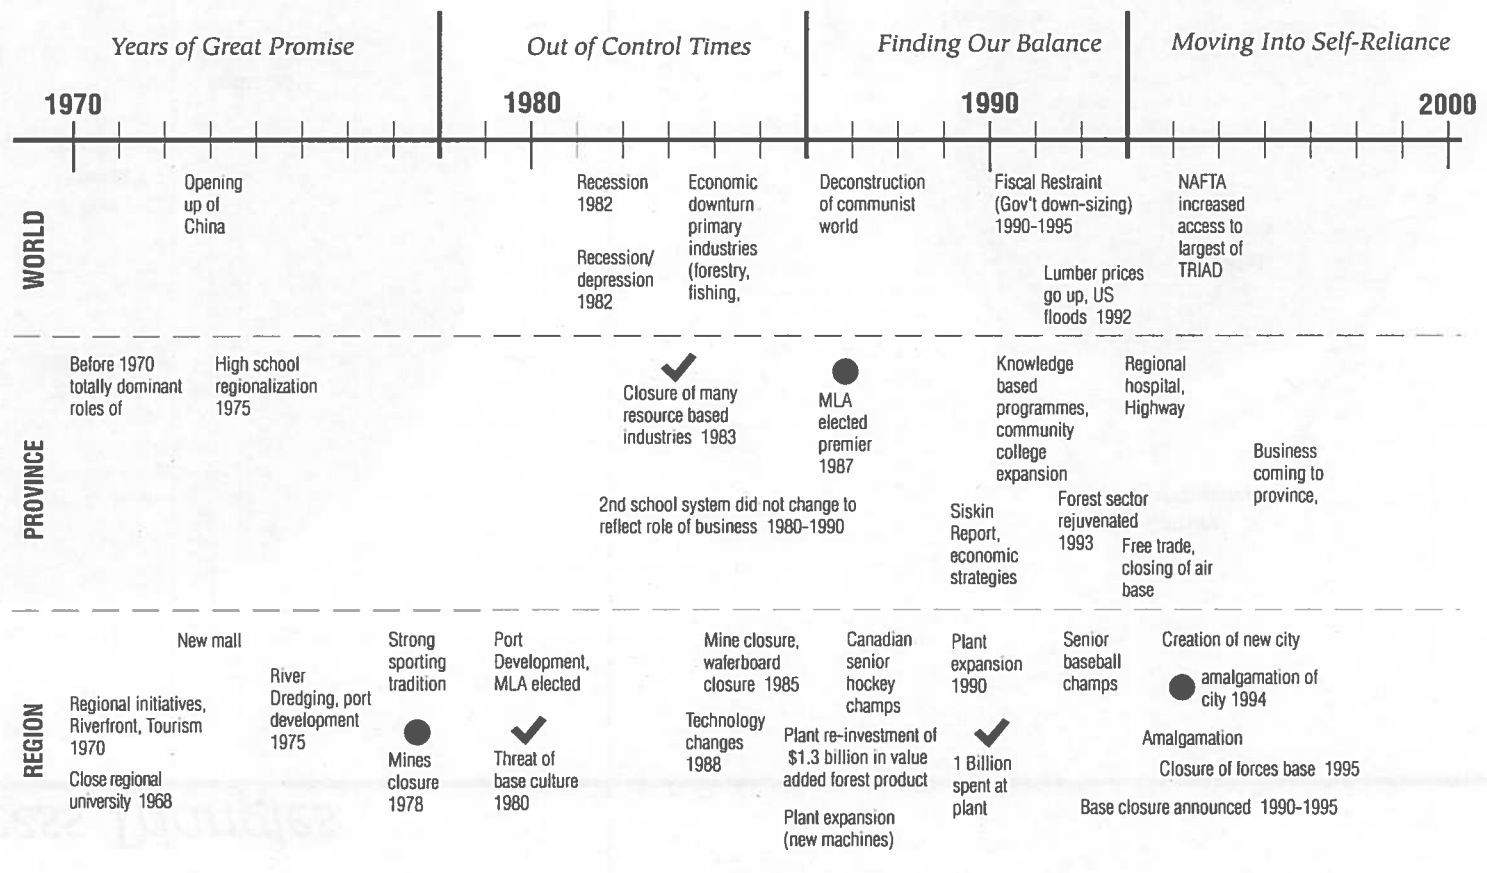 Years of Great Promise
Out of Control Times
Finding Our Balance
Moving Into Self-Reliance
1970
1980
1990
2000
WORLD
Opening
up of
China
Recession
1982
Recession/
depression
1982
Economic
downturn
primary
industries
(forestry,
fishing,
Deconstruction
of communist
world
Fiscal Restraint
(Gov't down-sizing)
1990-1995
Lumber prices
go up, US
floods 1992
NAFTA
increased
access to
largest of
TRIAD
PROVINCE
Before 1970
totally dominant
roles of
High school
regionalization
1975
Closure of many
resource based
industries 1983
2nd school system did not change to
reflect role of business 1980-1990
MLA
elected
premier
1987
Knowledge
based
programmes,
community
college
expansion
Siskin
Report,
economic
strategies
Forest sector
rejuvenated
1993
Regional
hospital,
Highway
Free trade,
closing of air
base
Business
coming to
province,
REGION
New mall
Regional initiatives,
Riverfront, Tourism
1970
Close regional
university 1968
River
Dredging, port
development
1975
Strong
sporting
tradition
Mines
closure
1978
Port
Development,
MLA elected
Threat of
base culture
1980
Mine closure,
waferboard
closure 1985
Technology
changes
1988
Canadian
senior
hockey
champs
Plant re-investment of
$1.3 billion in value
added forest product
Plant expansion
(new machines)
Plant
expansion
1990
1 Billion
spent at
plant
Senior
baseball
champs
Creation of new city
amalgamation of
city 1994
Amalgamation
Closure of forces base 1995
Base closure announced 1990-1995